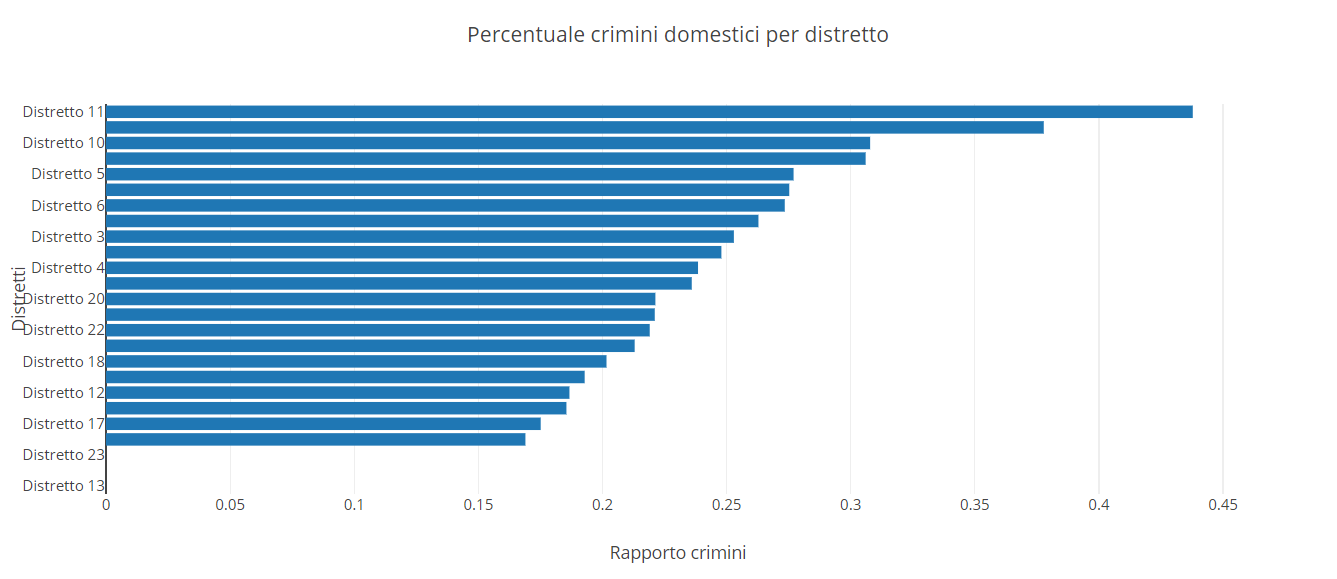 Percentuale crimini domestici per distretto
Distretto 11
Distretto 10
Distretto 5
Distretto 6
Distretto 3
Distretto 4
Distretto 20
Distretto 22
Distretto 18
Distretto 12
Distretto 17
Distretto 23
Distretto 13
Distretti
0 0.05 0.1 0.15 0.2 0.25 0.3 0.35 0.4 0.45
Rapporto crimini